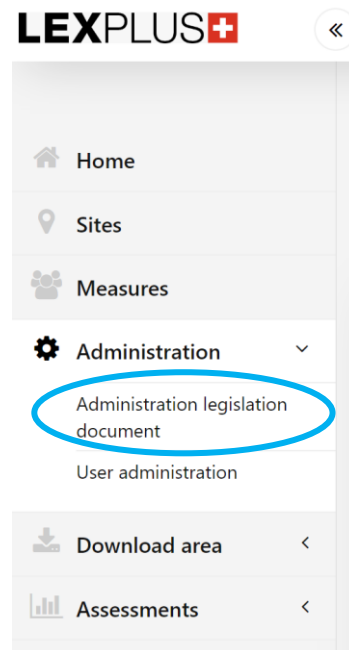 LEXPLUS
Home
Sites
Measures
Administration
Administration legislation
document
User administration
Download area
Assessments